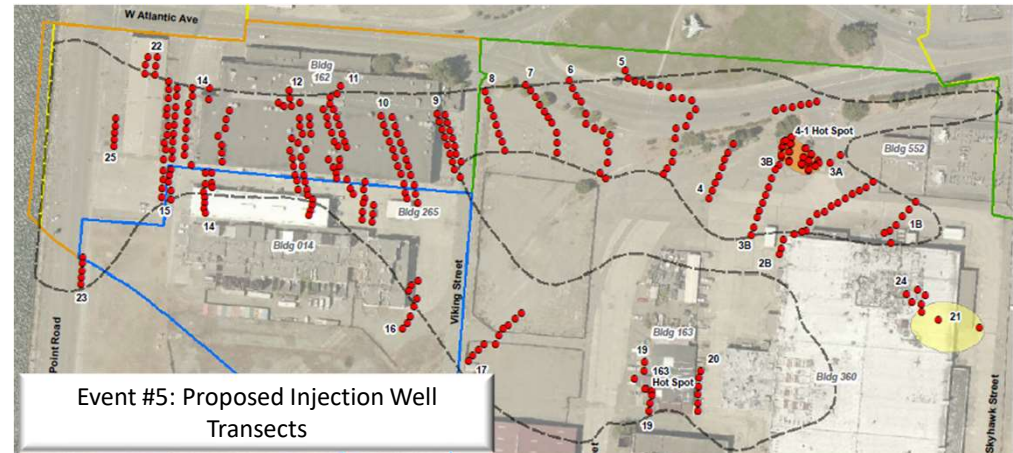 W Atlantic Ave
22
14
12
Bldg
162
11
10
9
8
7
6
5
25
15
14
Bldg 014
Bldg 265
4-1 Hot Spot
3B
3A
Bldg 552
4
3B
2B
1B
23
Point Road
16
Viking Street
17
24
21
Bldg 163
19
163
Hot Spot
20
19
Bldg 360
Skyhawk Street
et
Event #5: Proposed Injection Well
Transects